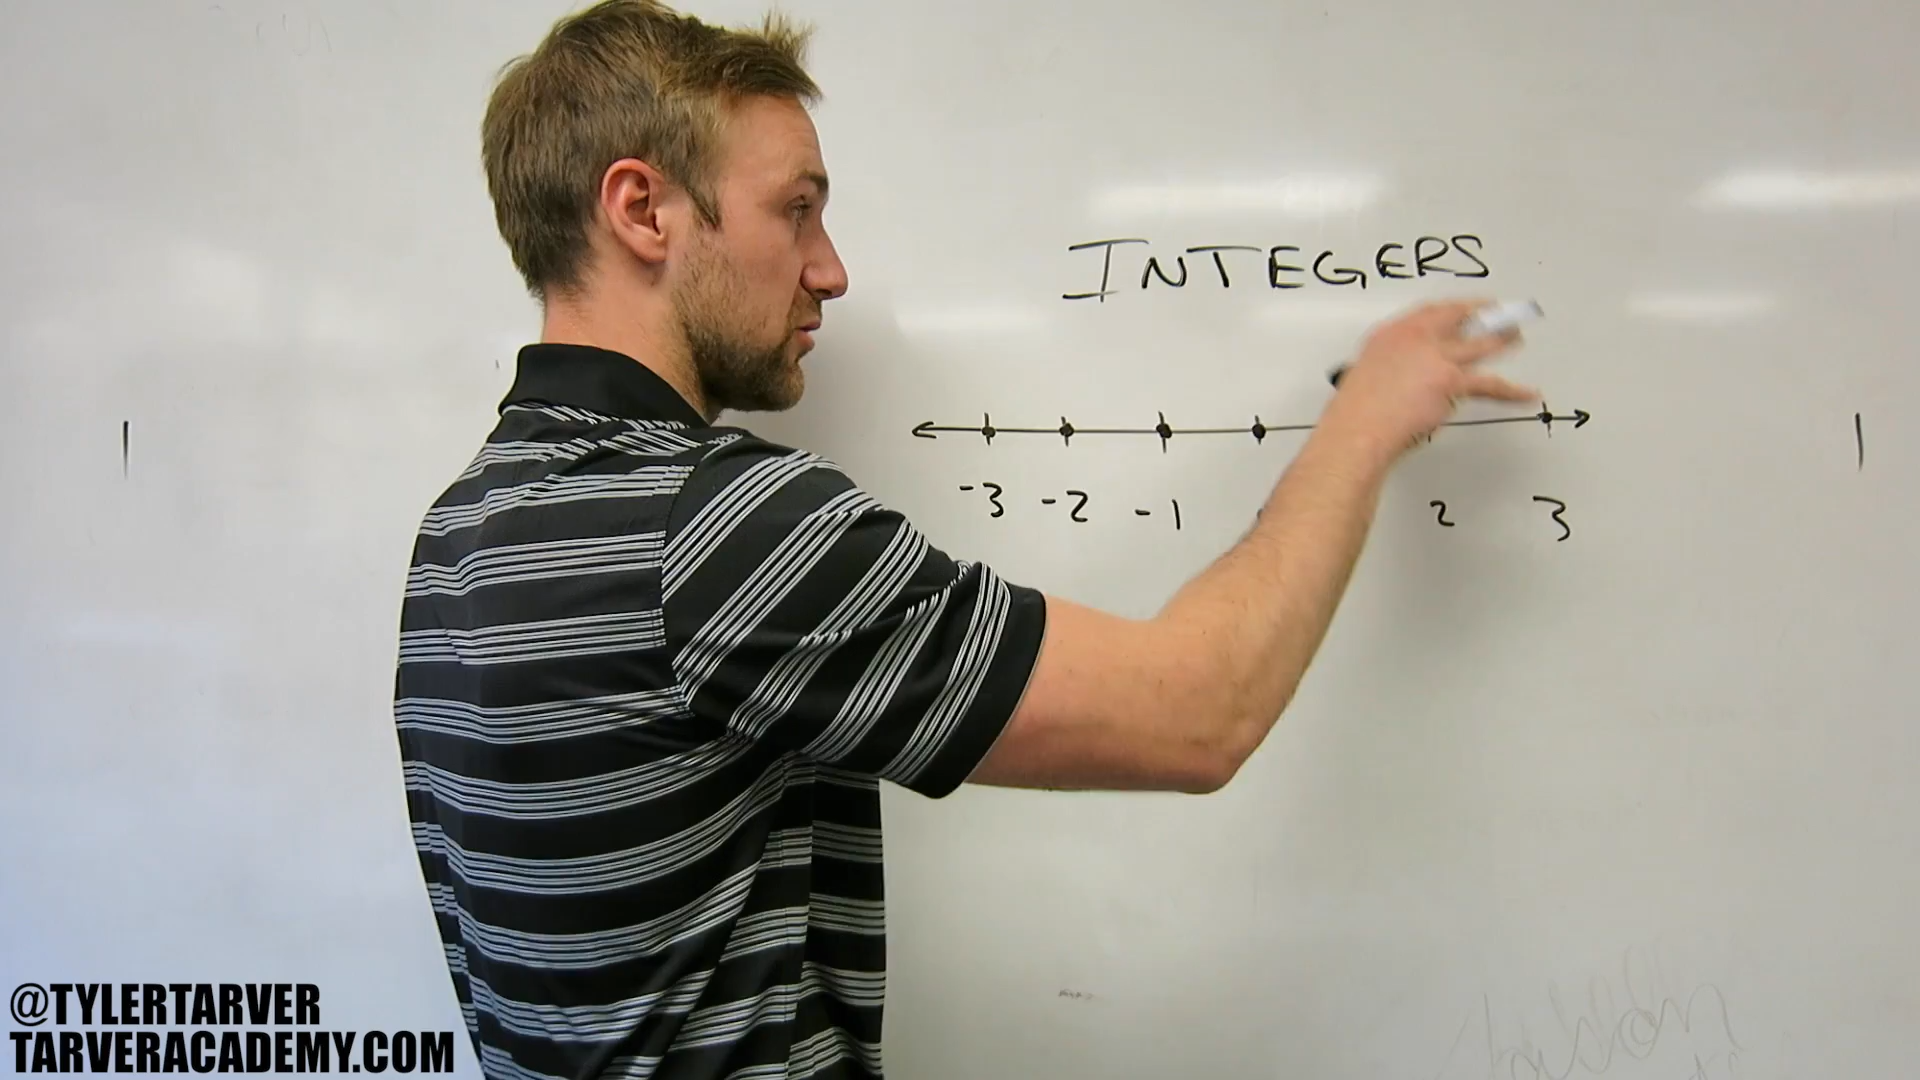 INTEGERS
-3 -2 -1 2 3
@TYLERTARVER
TARVERACADEMY.COM